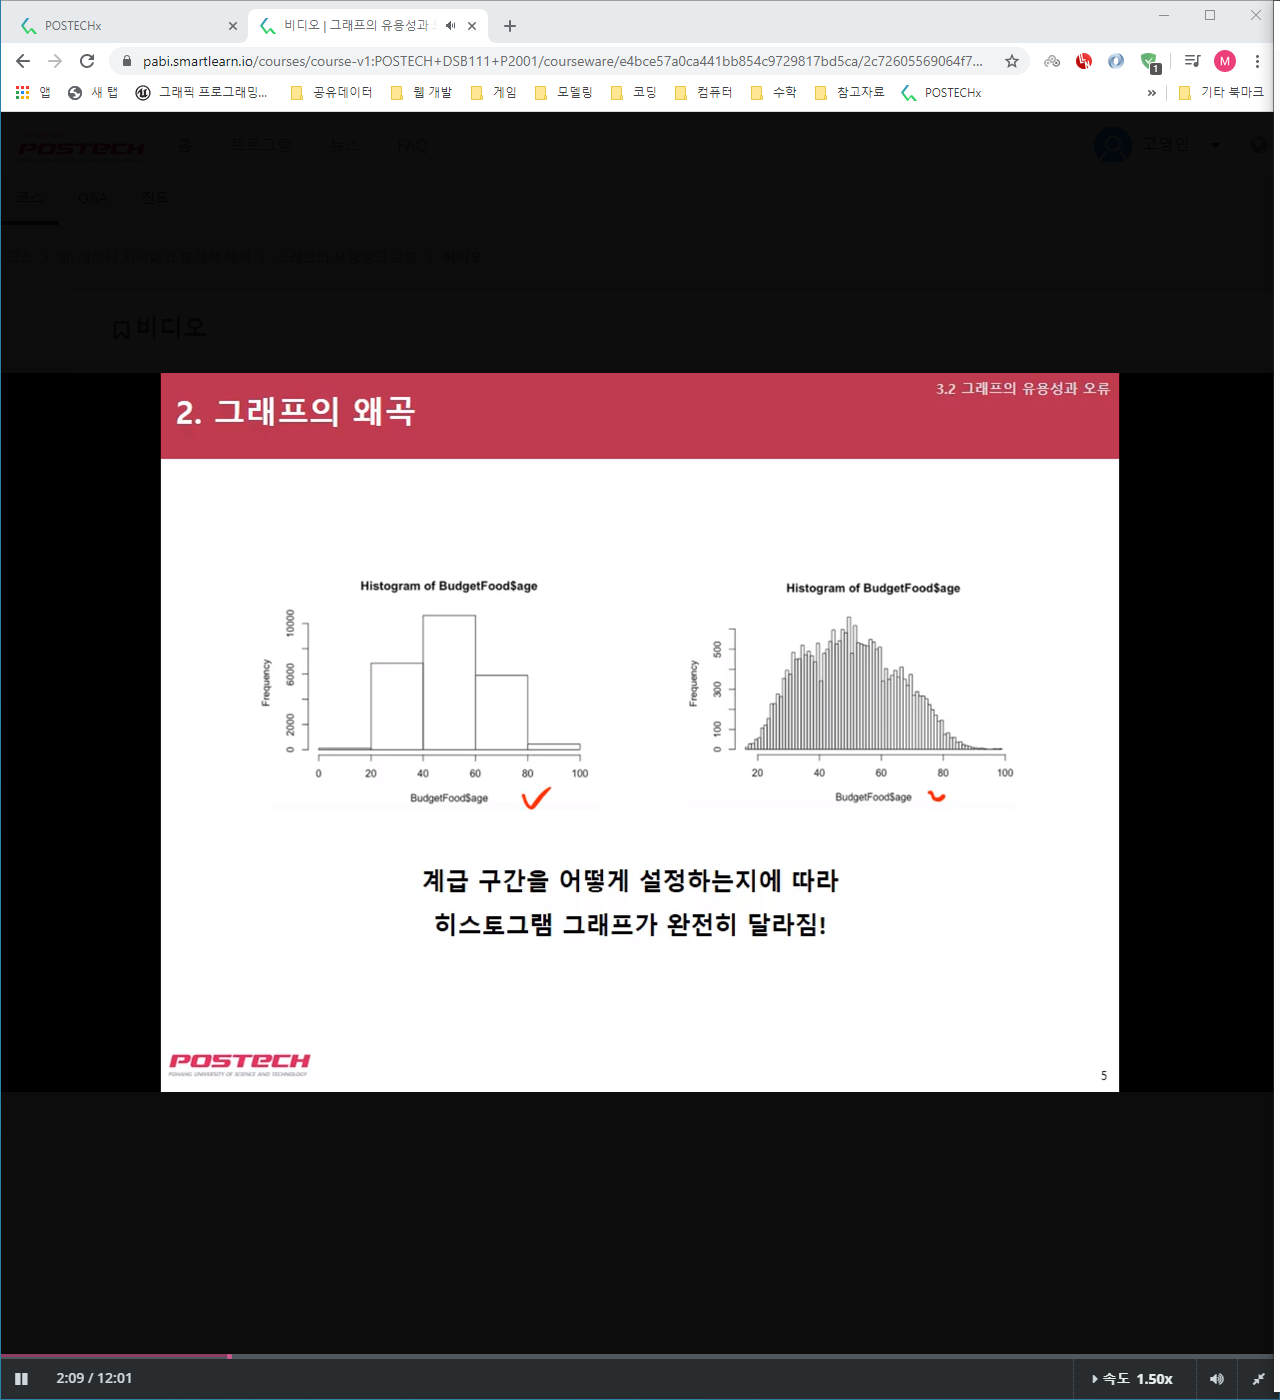 POSTECHx
비디오 | 그래프의 유용성과
pabi.smartlearn.io/courses/course-v1:POSTECH+DSB111+P2001/courseware/e4bce57a0ca441bb854c9729817bd5ca/2c72605569064f7...
M
1
앱 새 탭 그래픽 프로그래밍... 공유데이터 웹 개발 게임 모델링 코딩 컴퓨터 수학 참고자료 POSTECHx » 기타 북마크
POSTECH 홈 프로그램 뉴스 FAQ 고명인
코스 Q&A 진도
비디오
3.2 그래프의 유용성과 오류
2. 그래프의 왜곡
Histogram of BudgetFood$age
Frequency
10000
6000
2000
0
0 20 40 60 80 100
BudgetFood$age
Histogram of BudgetFood$age
Frequency
500
300
100
0
20 40 60 80 100
BudgetFood$age
계급 구간을 어떻게 설정하는지에 따라
히스토그램 그래프가 완전히 달라짐!
POSTECH
POHANG UNIVERSITY OF SCIENCE AND TECHNOLOGY
5
2:09 / 12:01
속도 1.50x